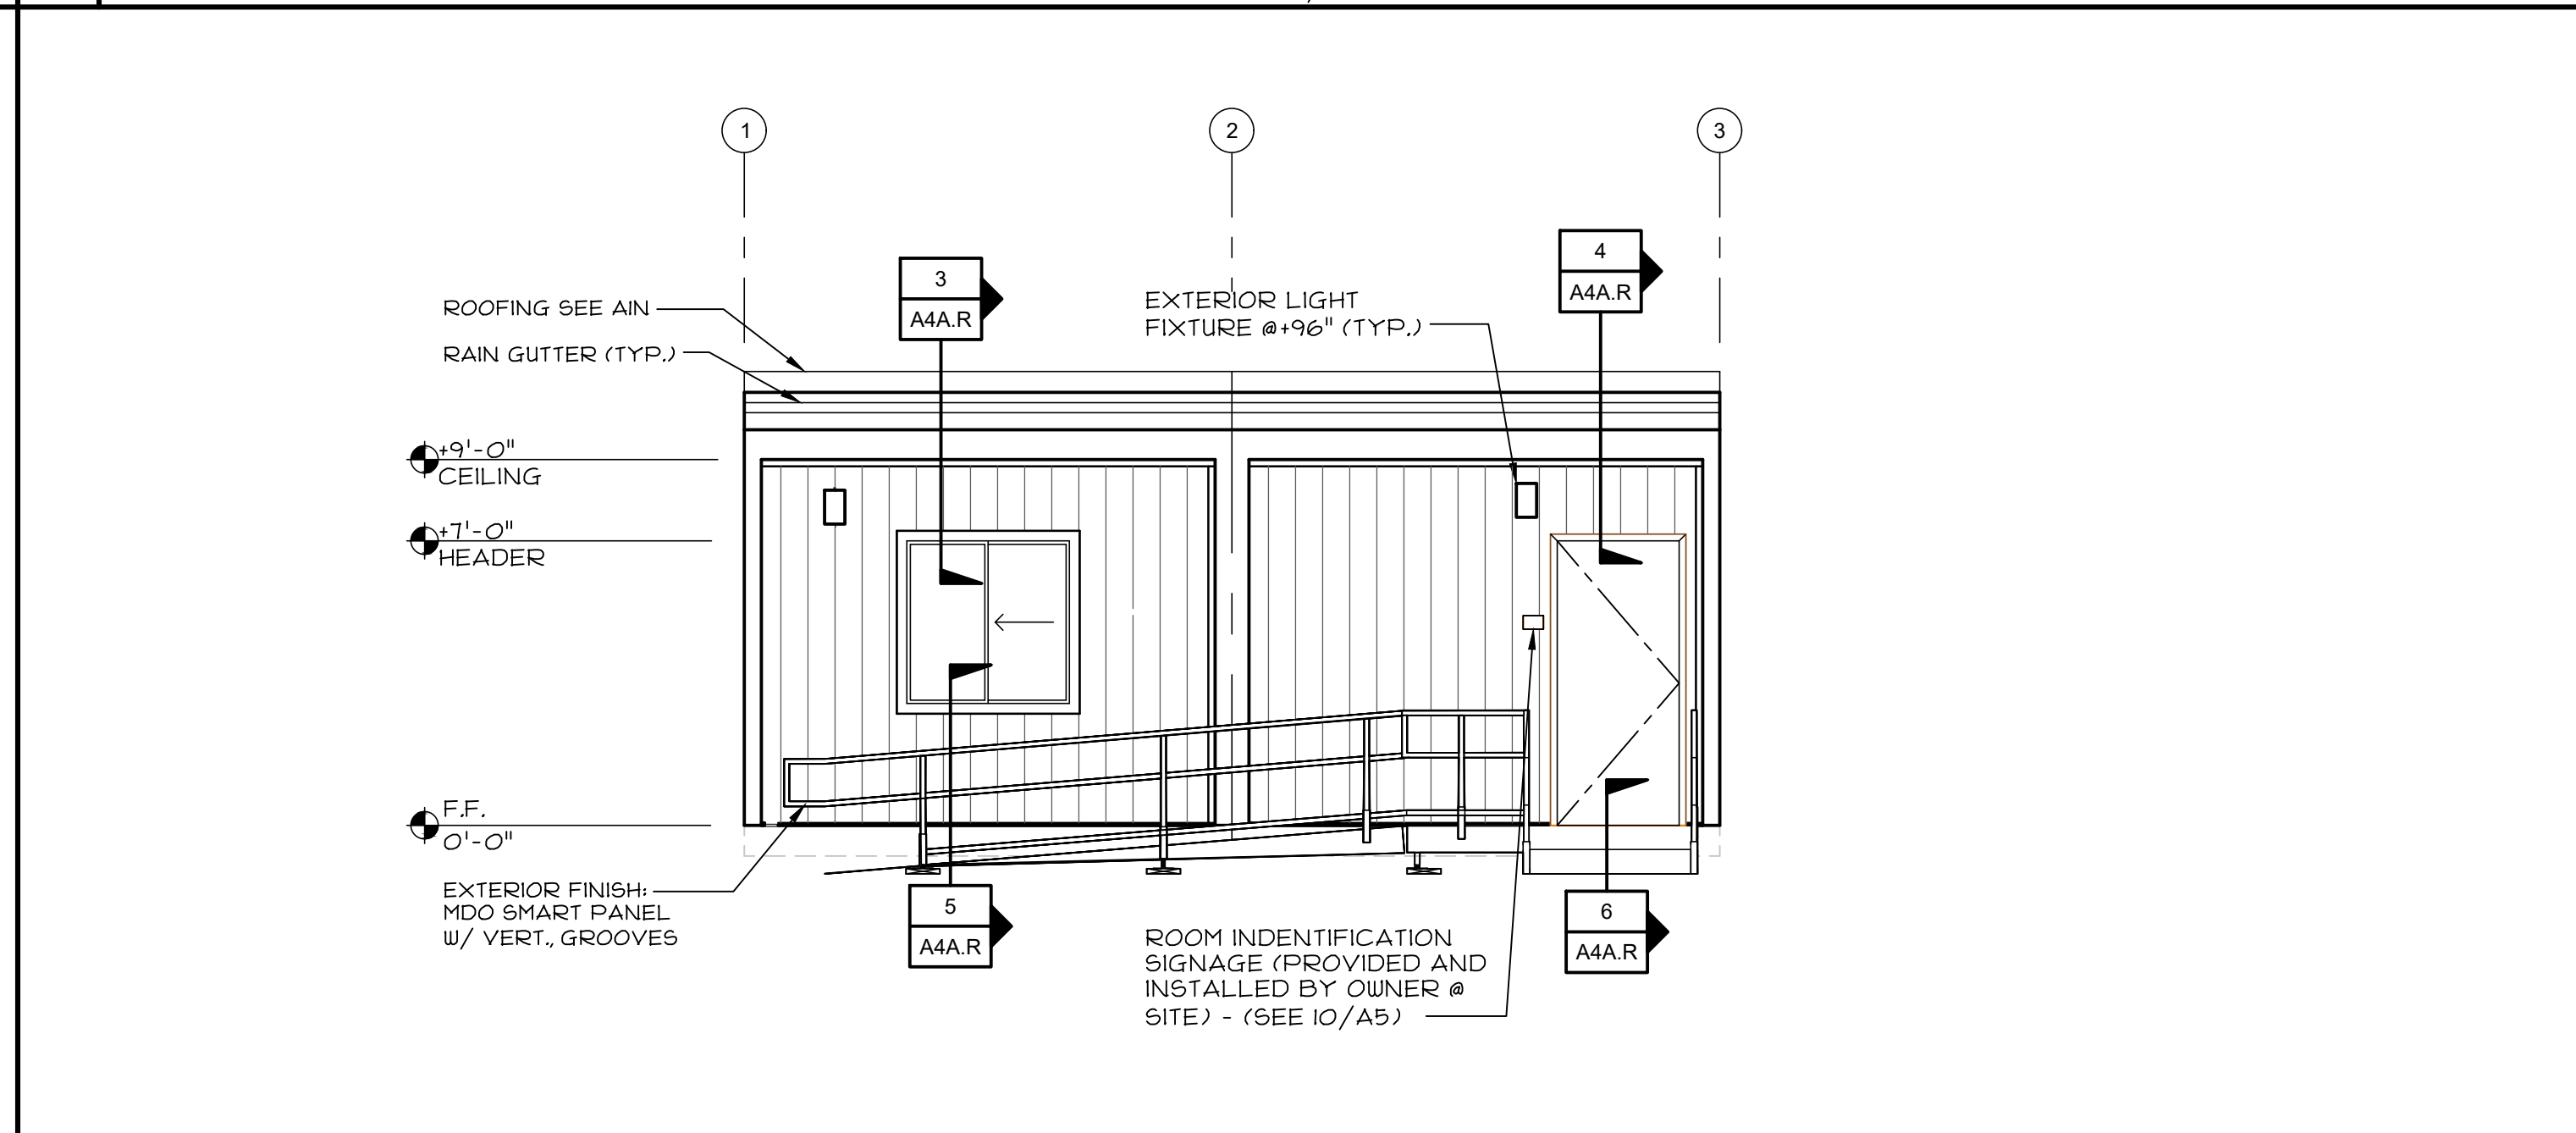 1
2
3
4
A4A.R
3
A4A.R
EXTERIOR LIGHT
FIXTURE @+96" (TYP.)
ROOFING SEE A1N
RAIN GUTTER (TYP.)
+9'-0"
CEILING
+7'-0"
HEADER
F.F.
0'-0"
EXTERIOR FINISH:
MDO SMART PANEL
W/ VERT., GROOVES
5
A4A.R
6
A4A.R
ROOM INDENTIFICATION
SIGNAGE (PROVIDED AND
INSTALLED BY OWNER @
SITE) - (SEE 10/A5)